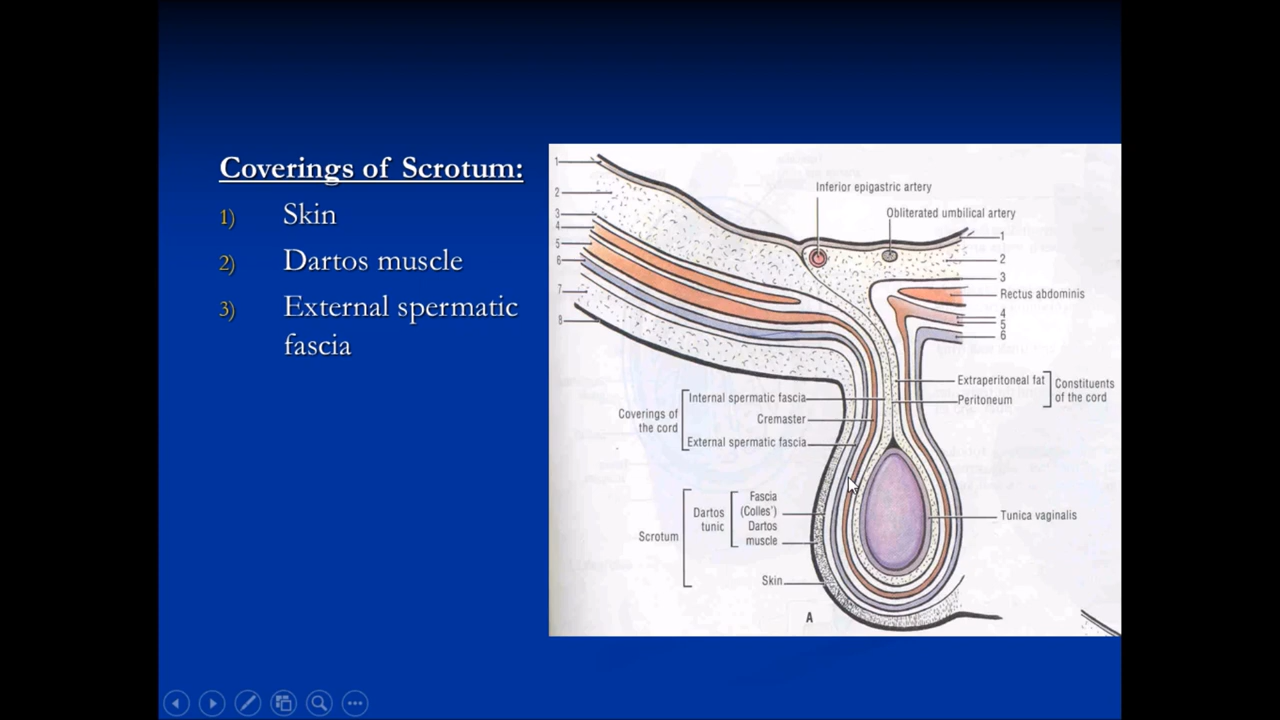 Coverings of Scrotum:
1) Skin
2) Dartos muscle
3) External spermatic
fascia
1
2
3
4
5
6
7
8
Inferior epigastric artery
Obliterated umbilical artery
1
2
3
Rectus abdominis
4
5
6
Extraperitoneal fat
Peritoneum
Constituents
of the cord
Coverings of
the cord
Internal spermatic fascia
Cremaster
External spermatic fascia
Scrotum
Dartos
tunic
Fascia
(Colles')
Dartos
muscle
Skin
Tunica vaginalis
A